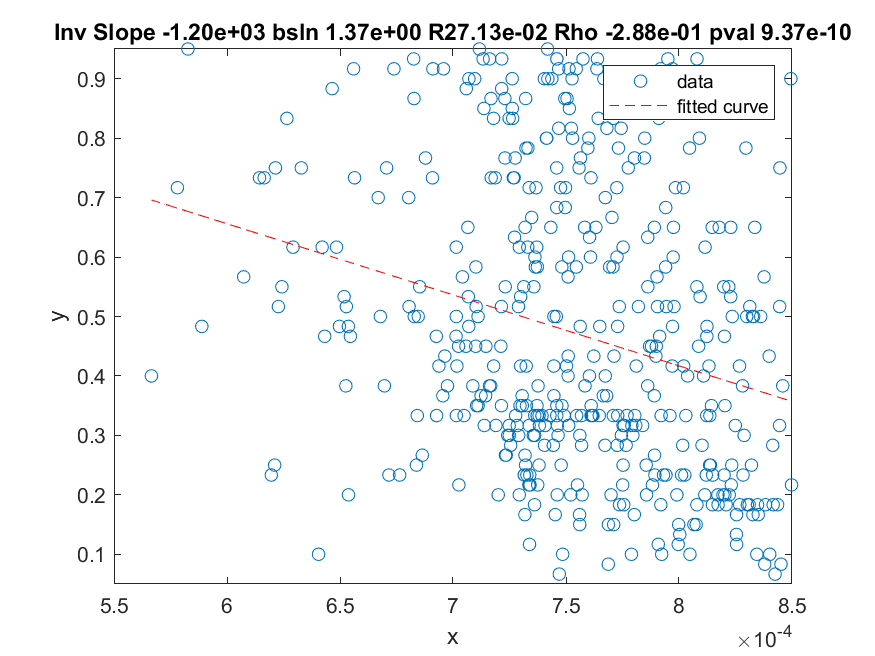 Inv Slope -1.20e+03 bsln 1.37e+00 R27.13e-02 Rho -2.88e-01 pval 9.37e-10
data
fitted curve
0.9
0.8
0.7
0.6
0.5
0.4
0.3
0.2
0.1
y
5.5 6 6.5 7 7.5 8 8.5
x
×10⁻⁴